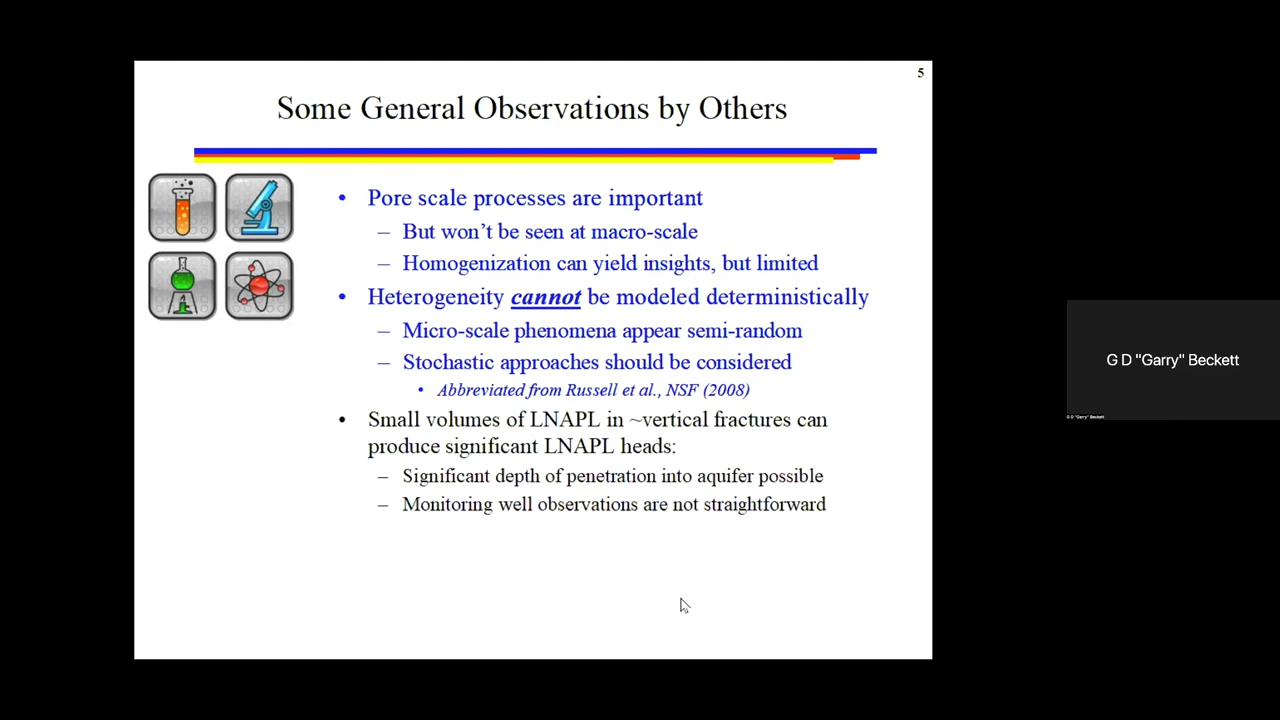 5
Some General Observations by Others
• Pore scale processes are important
– But won’t be seen at macro-scale
– Homogenization can yield insights, but limited
• Heterogeneity cannot be modeled deterministically
– Micro-scale phenomena appear semi-random
– Stochastic approaches should be considered
• Abbreviated from Russell et al., NSF (2008)
• Small volumes of LNAPL in ~vertical fractures can
produce significant LNAPL heads:
– Significant depth of penetration into aquifer possible
– Monitoring well observations are not straightforward
G D "Garry" Beckett
G D "Garry" Beckett